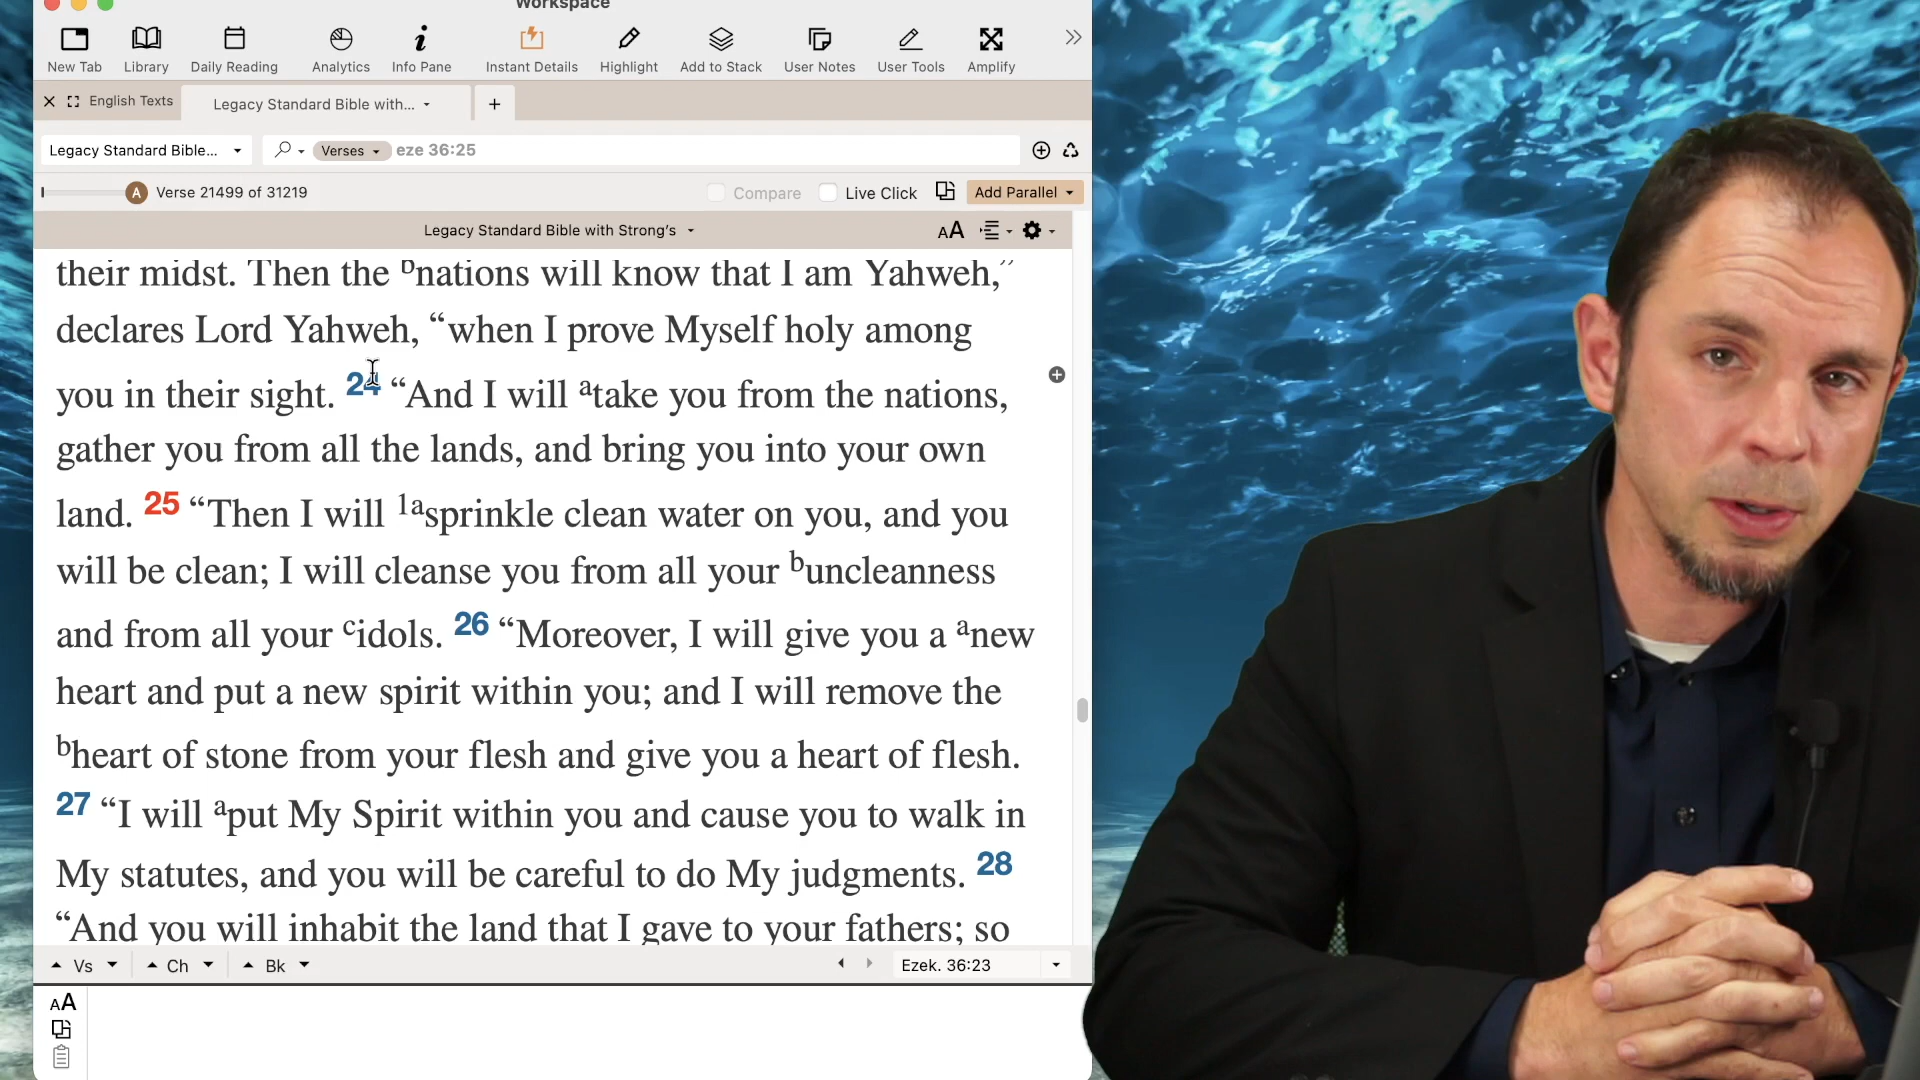 Workspace
New Tab Library Daily Reading Analytics Info Pane Instant Details Highlight Add to Stack User Notes User Tools Amplify
English Texts Legacy Standard Bible with...
Legacy Standard Bible... Verses eze 36:25
A Verse 21499 of 31219 Compare Live Click Add Parallel
Legacy Standard Bible with Strong's AA
their midst. Then the bnations will know that I am Yahweh,”
declares Lord Yahweh, “when I prove Myself holy among
you in their sight. 24 “And I will atake you from the nations,
gather you from all the lands, and bring you into your own
land. 25 “Then I will 1asprinkle clean water on you, and you
will be clean; I will cleanse you from all your buncleanness
and from all your cidols. 26 “Moreover, I will give you a anew
heart and put a new spirit within you; and I will remove the
bheart of stone from your flesh and give you a heart of flesh.
27 “I will aput My Spirit within you and cause you to walk in
My statutes, and you will be careful to do My judgments. 28
“And you will inhabit the land that I gave to your fathers; so
Vs Ch Bk Ezek. 36:23
AA